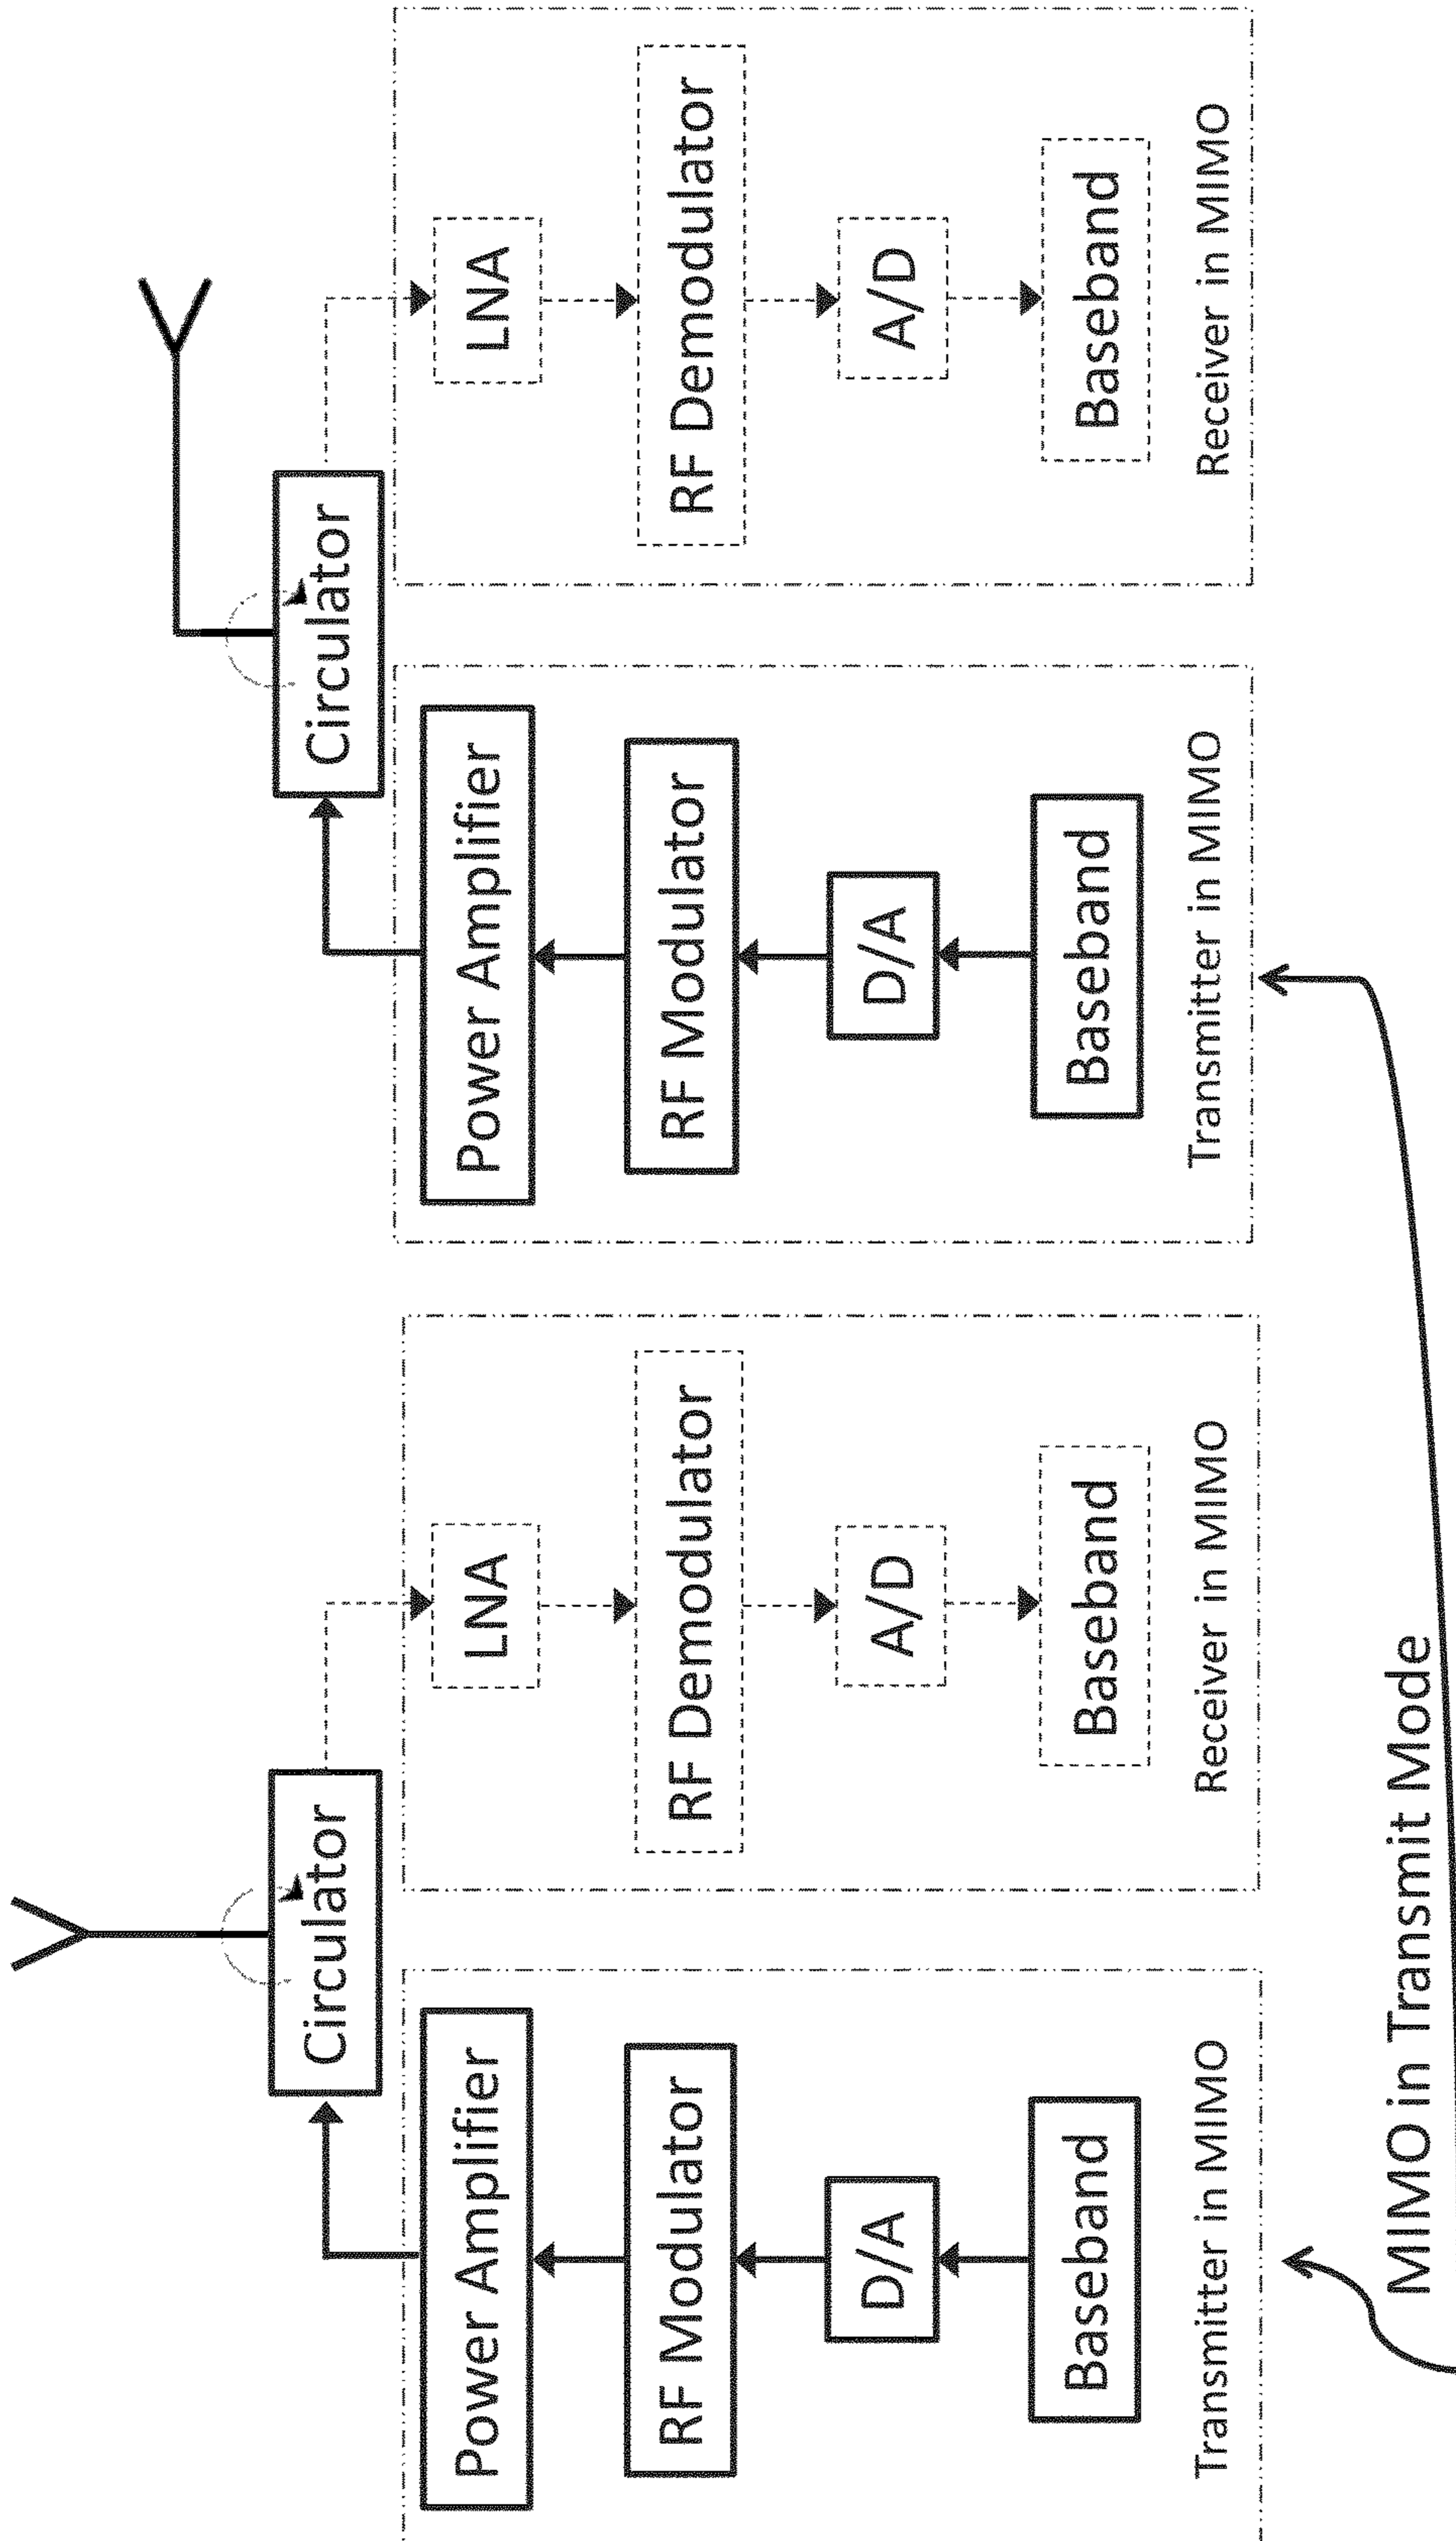 Circulator
Power Amplifier
RF Modulator
D/A
Baseband
Transmitter in MIMO
LNA
RF Demodulator
A/D
Baseband
Receiver in MIMO
Circulator
Power Amplifier
RF Modulator
D/A
Baseband
Transmitter in MIMO
LNA
RF Demodulator
A/D
Baseband
Receiver in MIMO
MIMO in Transmit Mode